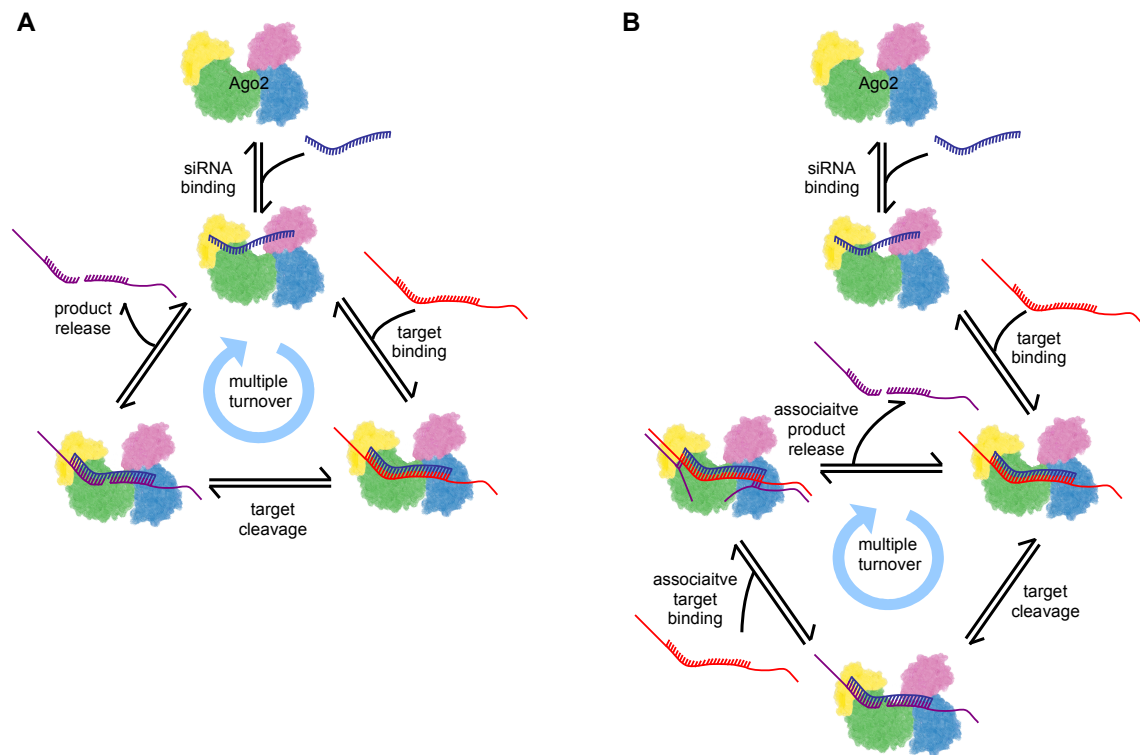 A
Ago2
siRNA
binding
product
release
target
binding
multiple
turnover
target
cleavage
B
Ago2
siRNA
binding
target
binding
associaitve
product
release
multiple
turnover
associaitve
target
binding
target
cleavage